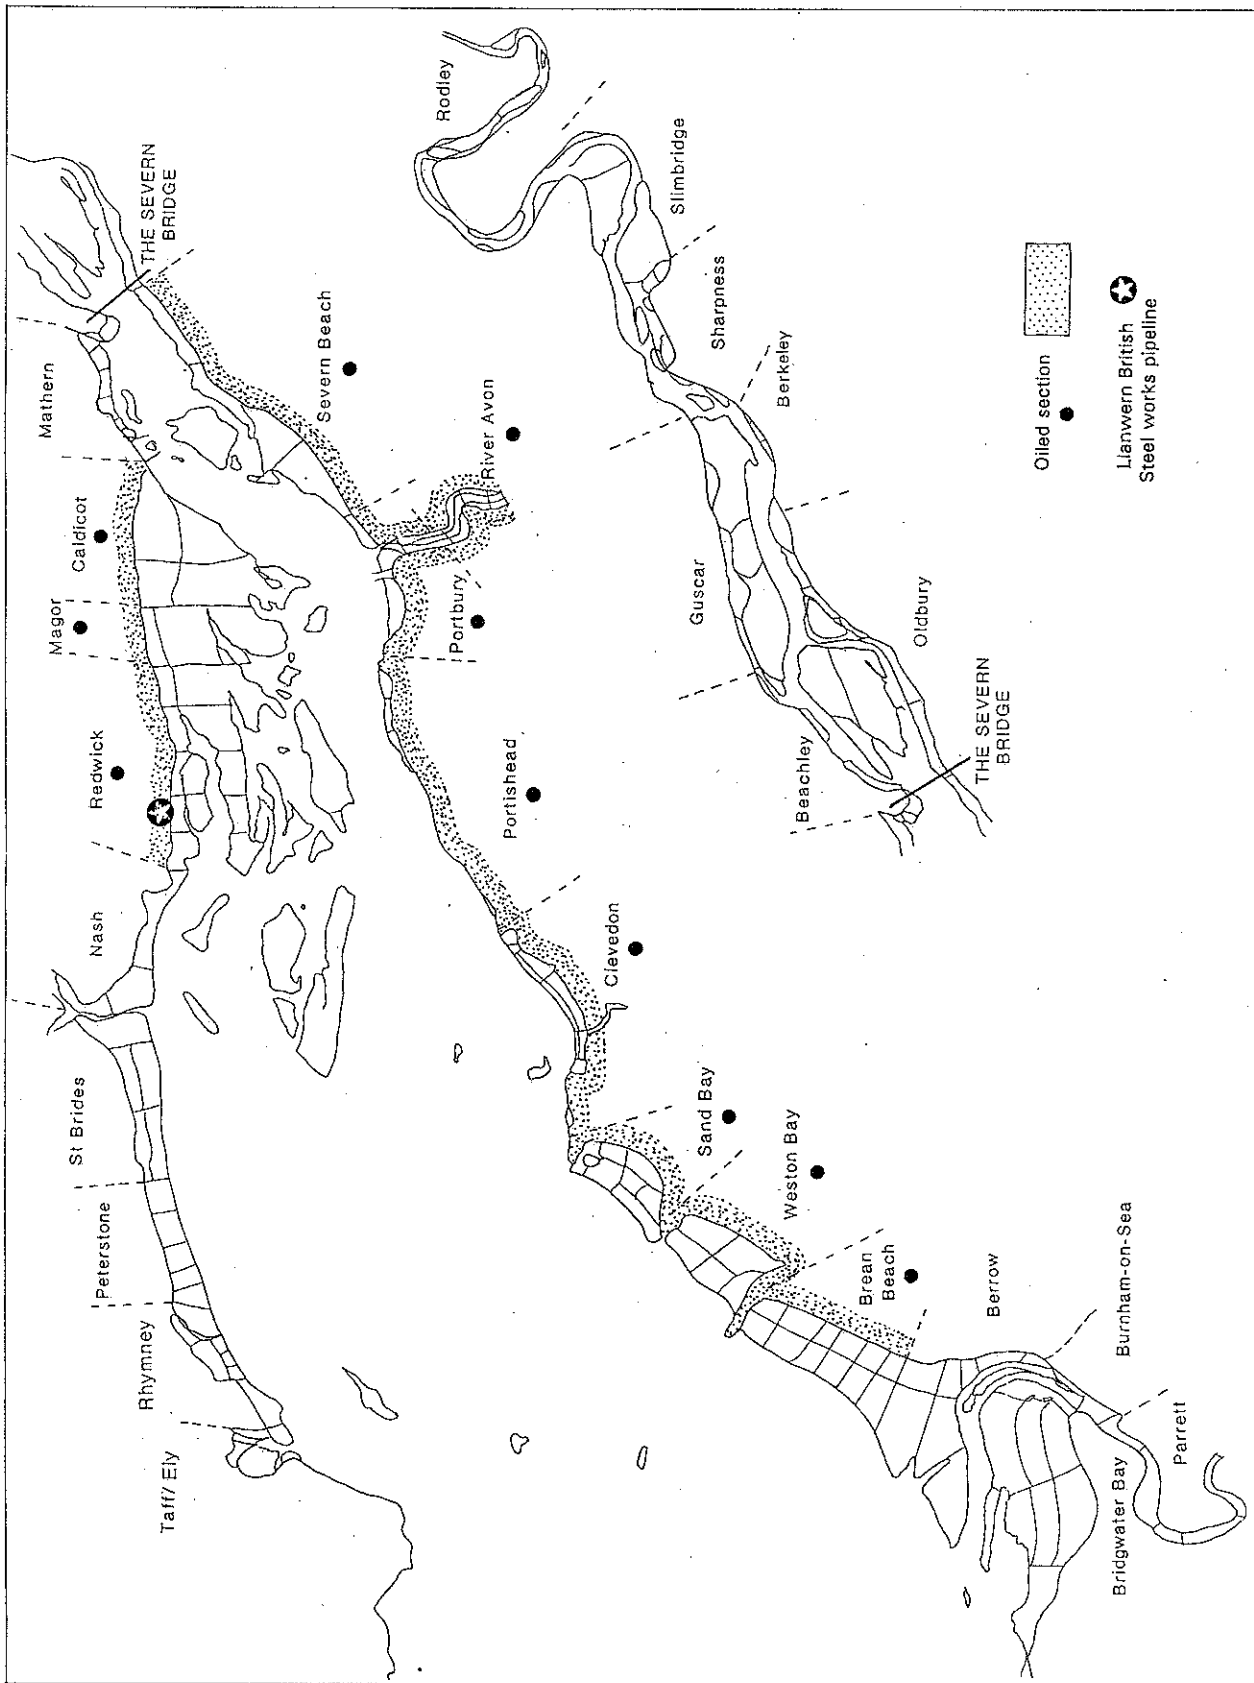 Taff/ Ely
Rhymney
Peterstone
St Brides
Nash
Redwick
Magor
Caldicot
Mathern
THE SEVERN
BRIDGE
Severn Beach
River Avon
Portbury
Portishead
Clevedon
Sand Bay
Weston Bay
Brean
Beach
Berrow
Burnham-on-Sea
Parrett
Bridgwater Bay
Rodley
Slimbridge
Sharpness
Berkeley
Guscar
Oldbury
Beachley
THE SEVERN
BRIDGE
Oiled section
Llanwern British
Steel works pipeline